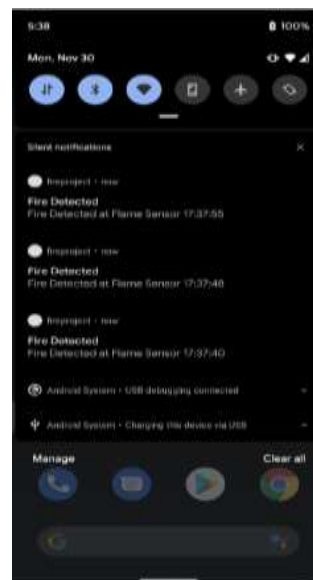 5:38 100%
Mon, Nov 30
Silent notifications
fireproject • now
Fire Detected
Fire Detected at Flame Sensor 17:37:55
fireproject • now
Fire Detected
Fire Detected at Flame Sensor 17:37:48
fireproject • now
Fire Detected
Fire Detected at Flame Sensor 17:37:40
Android System • USB debugging connected
Android System • Charging this device via USB
Manage Clear all